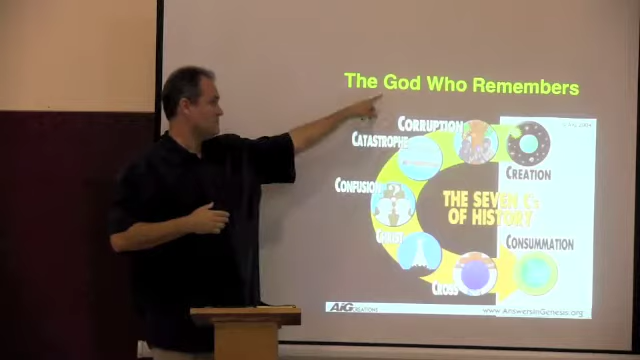 The God Who Remembers
CORRUPTION
CATASTROPHE
CREATION
CONFUSION
THE SEVEN C's
OF HISTORY
CHRIST
CONSUMMATION
CROSS
AiG
www.AnswersInGenesis.org